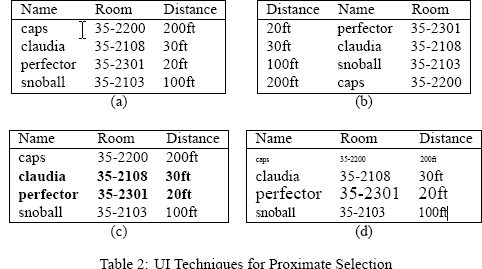 Name Room Distance
caps 35-2200 200ft
claudia 35-2108 30ft
perfector 35-2301 20ft
snoball 35-2103 100ft
(a)
Distance Name Room
20ft perfector 35-2301
30ft claudia 35-2108
100ft snoball 35-2103
200ft caps 35-2200
(b)
Name Room Distance
caps 35-2200 200ft
claudia 35-2108 30ft
perfector 35-2301 20ft
snoball 35-2103 100ft
(c)
Name Room Distance
caps 35-2200 200ft
claudia 35-2108 30ft
perfector 35-2301 20ft
snoball 35-2103 100ft
(d)
Table 2: UI Techniques for Proximate Selection